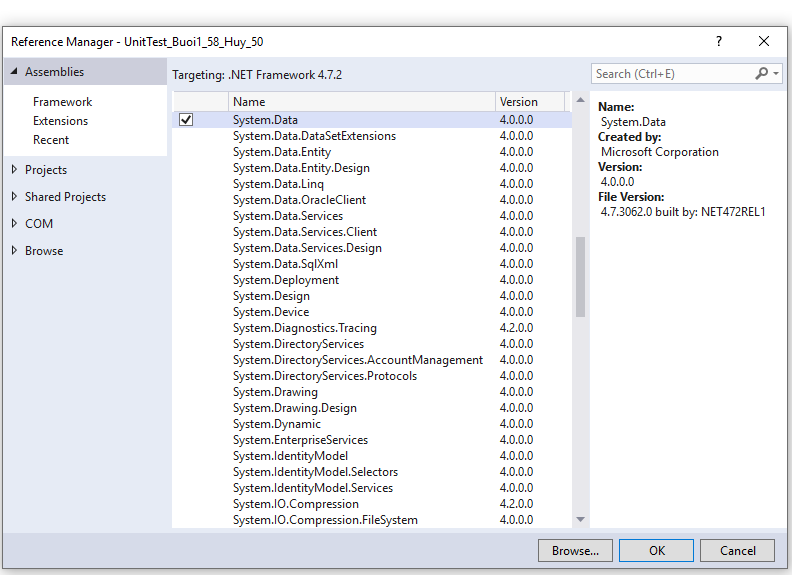 Reference Manager - UnitTest_Buoi1_58_Huy_50
?
Assemblies
Framework
Extensions
Recent
Projects
Shared Projects
COM
Browse
Targeting: .NET Framework 4.7.2
Search (Ctrl+E)
Name Version
System.Data 4.0.0.0
System.Data.DataSetExtensions 4.0.0.0
System.Data.Entity 4.0.0.0
System.Data.Entity.Design 4.0.0.0
System.Data.Linq 4.0.0.0
System.Data.OracleClient 4.0.0.0
System.Data.Services 4.0.0.0
System.Data.Services.Client 4.0.0.0
System.Data.Services.Design 4.0.0.0
System.Data.SqlXml 4.0.0.0
System.Deployment 4.0.0.0
System.Design 4.0.0.0
System.Device 4.0.0.0
System.Diagnostics.Tracing 4.2.0.0
System.DirectoryServices 4.0.0.0
System.DirectoryServices.AccountManagement 4.0.0.0
System.DirectoryServices.Protocols 4.0.0.0
System.Drawing 4.0.0.0
System.Drawing.Design 4.0.0.0
System.Dynamic 4.0.0.0
System.EnterpriseServices 4.0.0.0
System.IdentityModel 4.0.0.0
System.IdentityModel.Selectors 4.0.0.0
System.IdentityModel.Services 4.0.0.0
System.IO.Compression 4.2.0.0
System.IO.Compression.FileSystem 4.0.0.0
Name:
System.Data
Created by:
Microsoft Corporation
Version:
4.0.0.0
File Version:
4.7.3062.0 built by: NET472REL1
Browse...
OK
Cancel